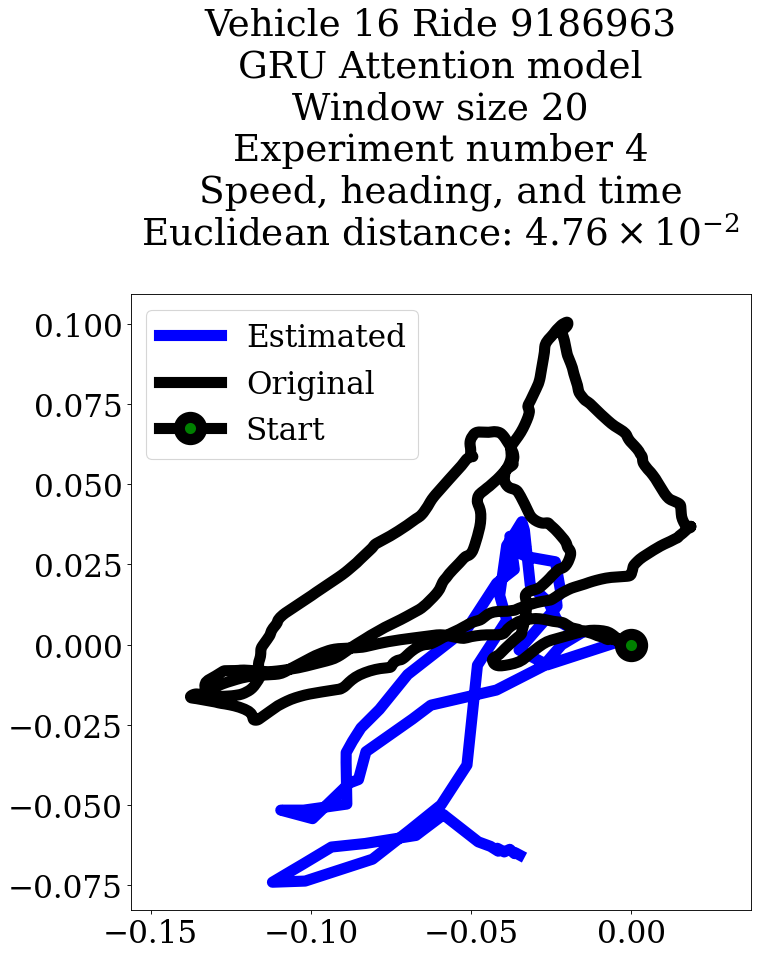 Vehicle 16 Ride 9186963
GRU Attention model
Window size 20
Experiment number 4
Speed, heading, and time
Euclidean distance: 4.76 × 10⁻²
Estimated
Original
Start
0.100
0.075
0.050
0.025
0.000
−0.025
−0.050
−0.075
−0.15 −0.10 −0.05 0.00